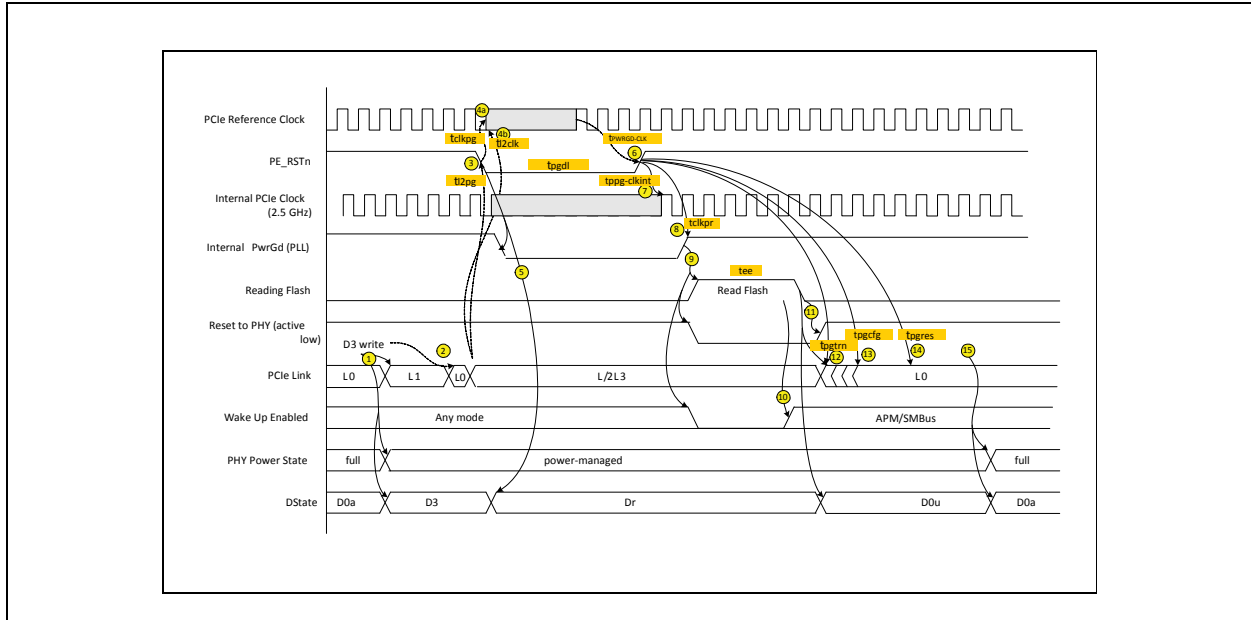 4a
PCIe Reference Clock
4b
tclkpg
tl2clk
tPWRGD-CLK
6
PE_RSTn
3
tpgdl
tl2pg
tppg-clkint
7
Internal PCIe Clock
(2.5 GHz)
tclkpr
8
Internal PwrGd (PLL)
9
5
tee
Reading Flash
Read Flash
11
Reset to PHY (active
low)
tpgcfg
tpgres
D3 write
2
tpgtrn
1
12
13
14
15
PCIe Link
L0
L1
L0
L/2L3
L0
10
Wake Up Enabled
Any mode
APM/SMBus
PHY Power State
full
power-managed
full
DState
D0a
D3
Dr
D0u
D0a